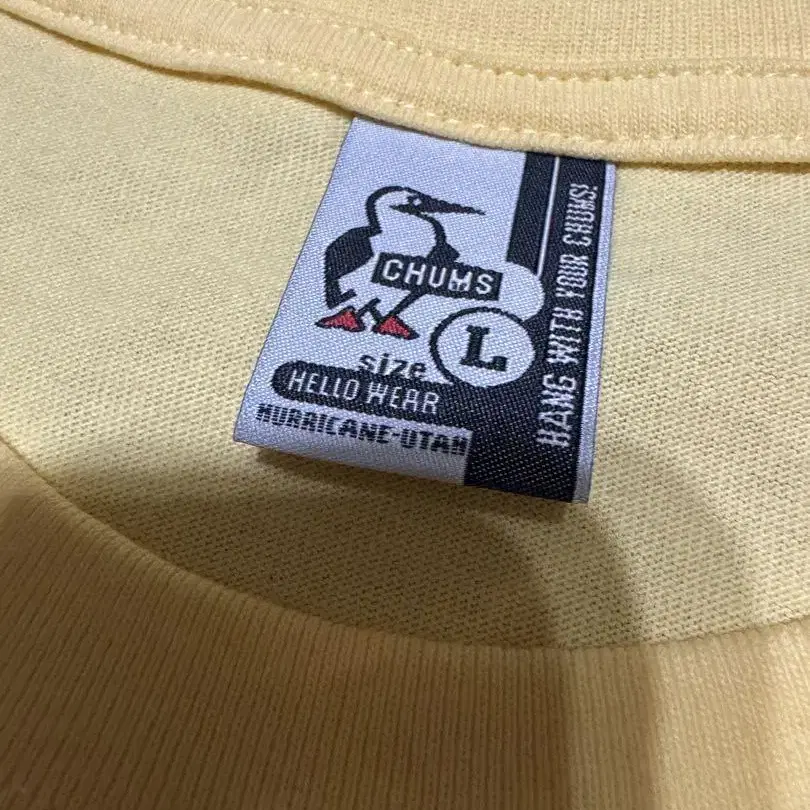 CHUMS
size L
HELLO WEAR
HURRICANE-UTAH
HANG WITH YOUR CHUMS!